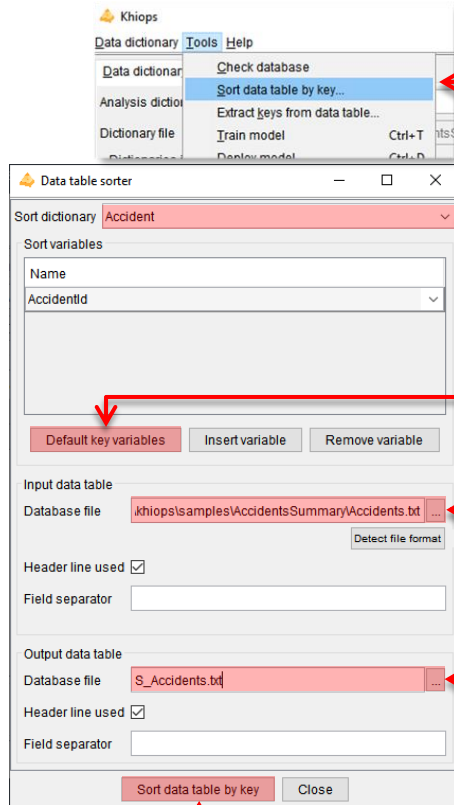 Khiops
Data dictionary Tools Help
Data dictionar
Check database
Sort data table by key...
Analysis diction
Extract keys from data table...
Dictionary file
Train model Ctrl+T
Data table sorter
Sort dictionary Accident
Sort variables
Name
AccidentId
Default key variables Insert variable Remove variable
Input data table
Database file .khiops\samples\AccidentsSummary\Accidents.txt ...
Detect file format
Header line used
Field separator
Output data table
Database file S_Accidents.txt ...
Header line used
Field separator
Sort data table by key Close